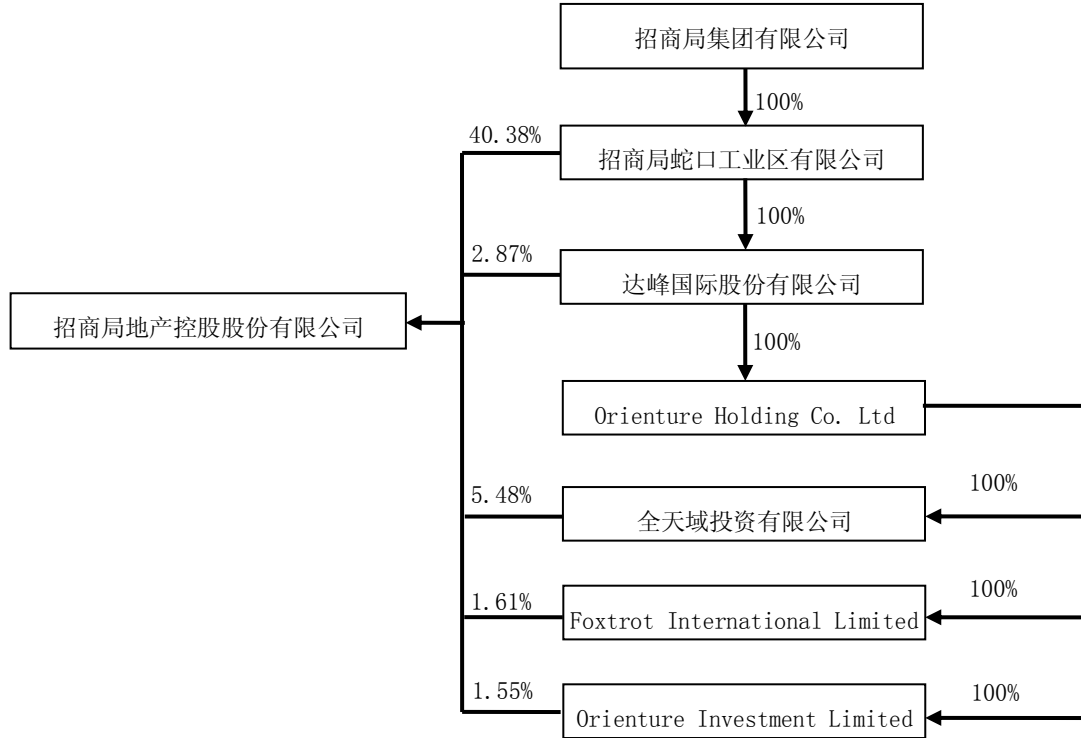 招商局集团有限公司
100%
40.38%
招商局蛇口工业区有限公司
100%
2.87%
达峰国际股份有限公司
招商局地产控股股份有限公司
100%
Orienture Holding Co. Ltd
5.48%
100%
全天域投资有限公司
1.61%
100%
Foxtrot International Limited
1.55%
100%
Orienture Investment Limited